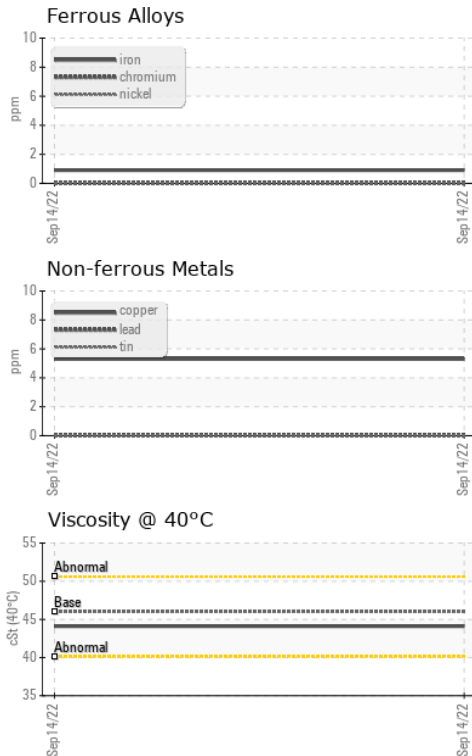 Ferrous Alloys
10
8
6
4
2
0
ppm
iron
chromium
nickel
Sep14/22
Sep14/22
Non-ferrous Metals
10
8
6
4
2
0
ppm
copper
lead
tin
Sep14/22
Sep14/22
Viscosity @ 40°C
55
50
45
40
35
cSt (40°C)
Abnormal
Base
Abnormal
Sep14/22
Sep14/22